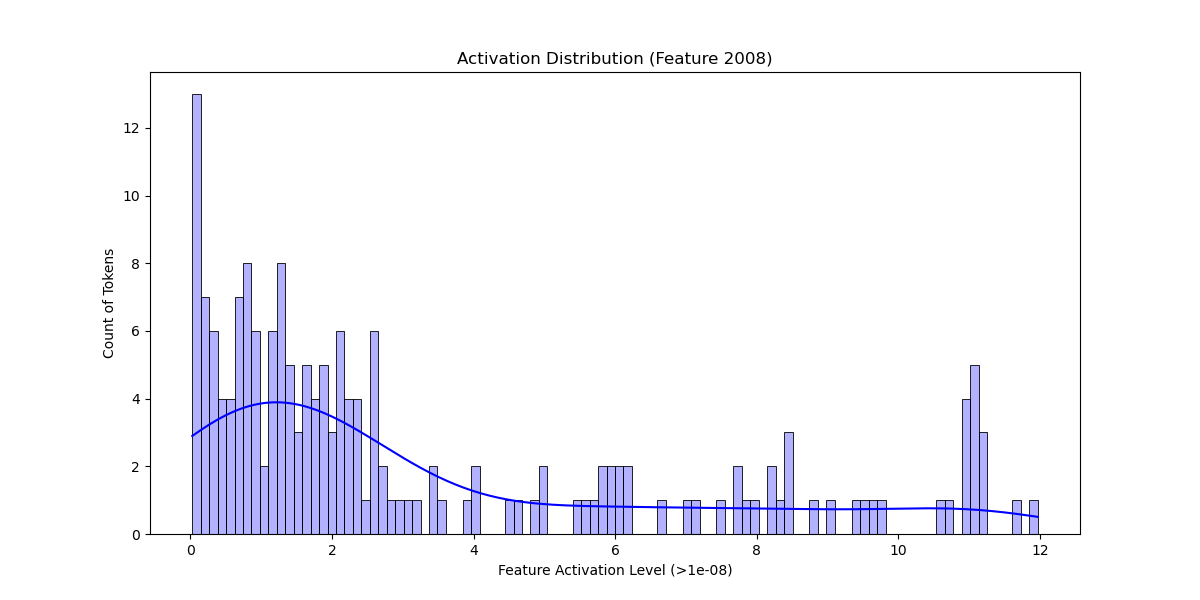 Activation Distribution (Feature 2008)
12
10
8
6
4
2
0
Count of Tokens
0 2 4 6 8 10 12
Feature Activation Level (>1e-08)